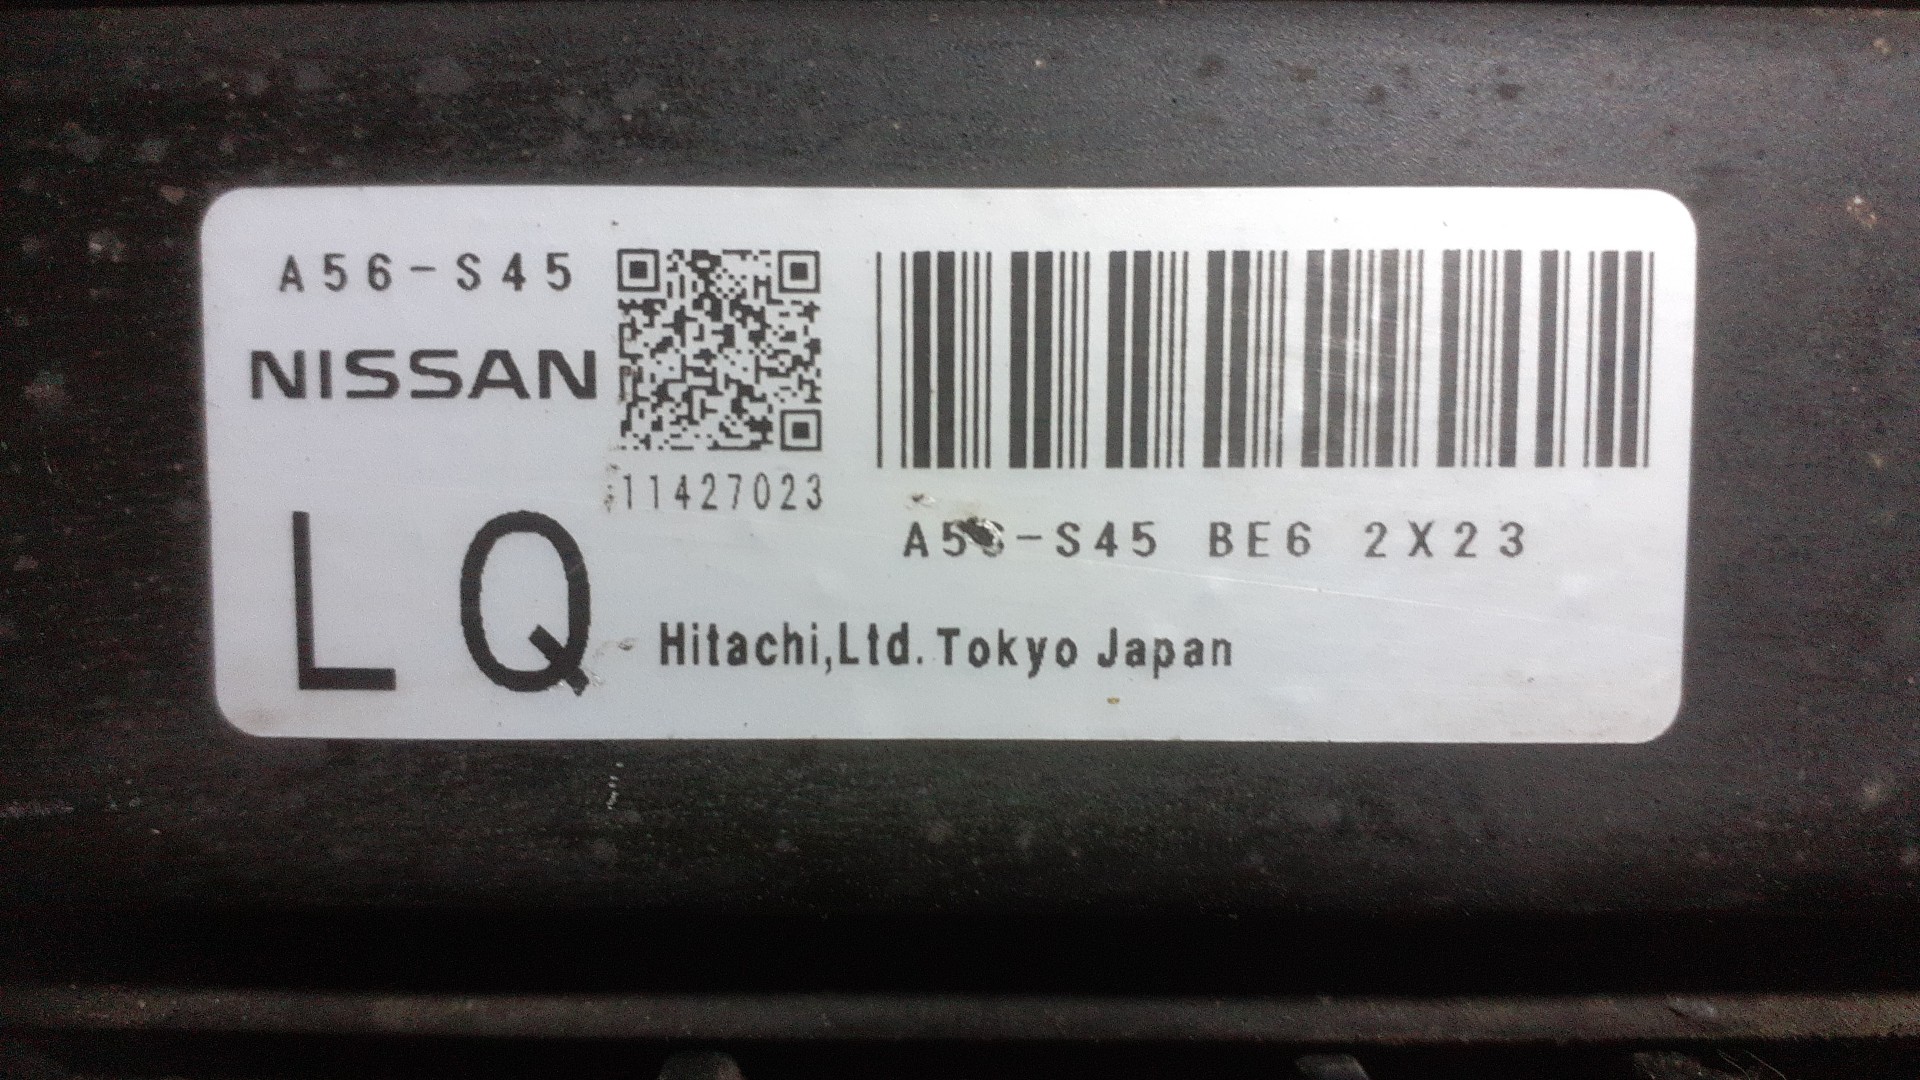 A56-S45
NISSAN
11427023
A56-S45 BE6 2X23
LQ
Hitachi,Ltd. Tokyo Japan